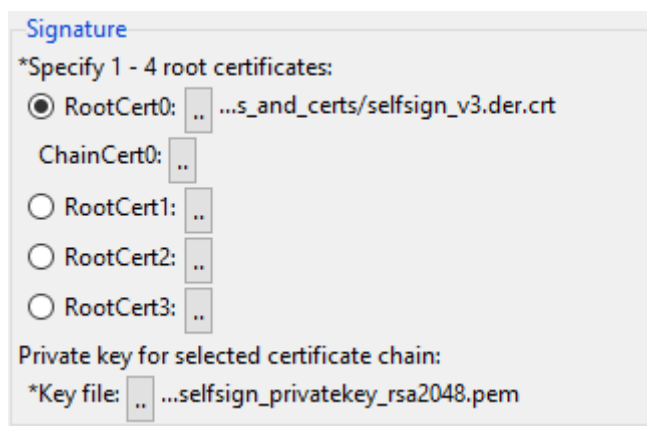 Signature
*Specify 1 - 4 root certificates:
RootCert0: .. ...s_and_certs/selfsign_v3.der.crt
ChainCert0: ..
RootCert1: ..
RootCert2: ..
RootCert3: ..
Private key for selected certificate chain:
*Key file: .. ...selfsign_privatekey_rsa2048.pem